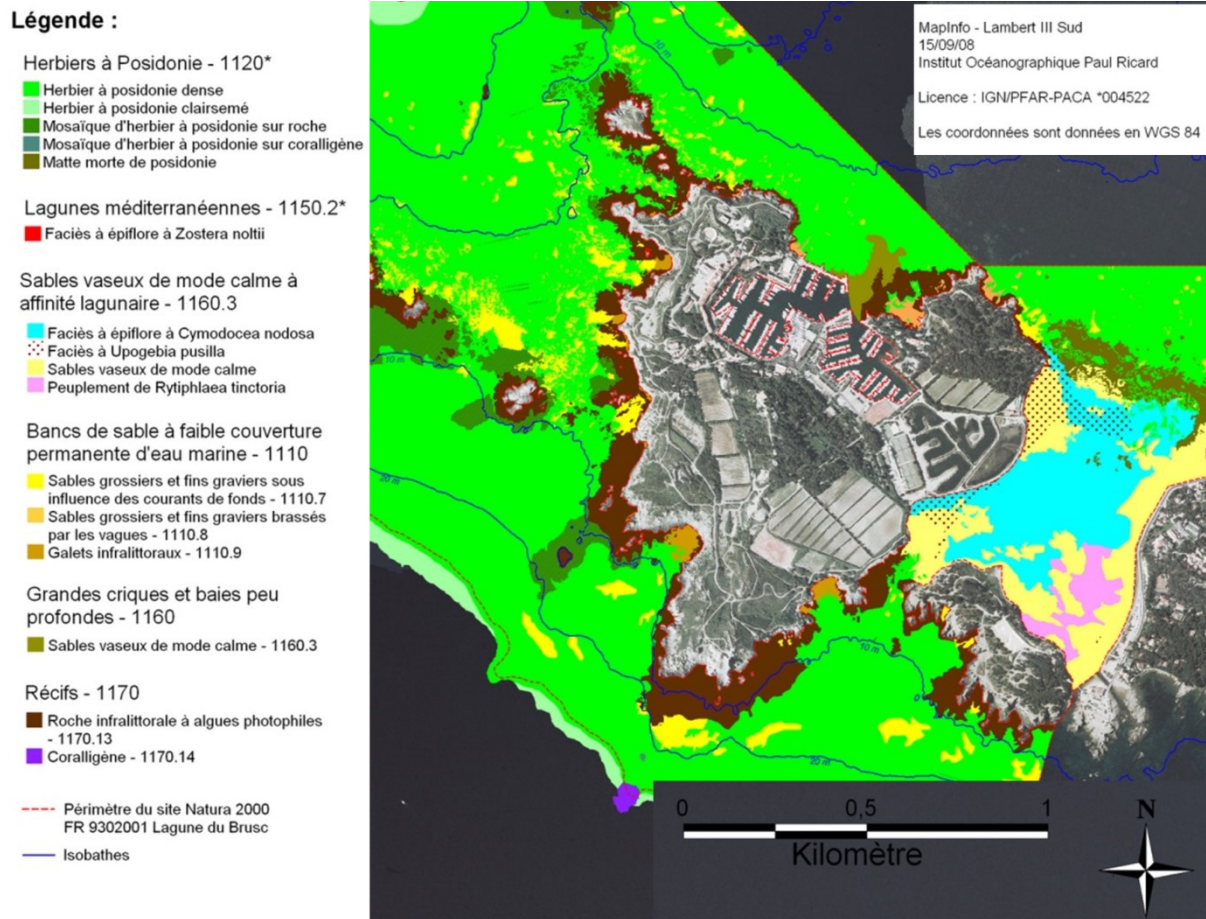 Légende :
Herbiers à Posidonie - 1120*
Herbier à posidonie dense
Herbier à posidonie clairsemé
Mosaïque d'herbier à posidonie sur roche
Mosaïque d'herbier à posidonie sur coralligène
Matte morte de posidonie
Lagunes méditerranéennes - 1150.2*
Faciès à épiflore à Zostera noltii
Sables vaseux de mode calme à
affinité lagunaire - 1160.3
Faciès à épiflore à Cymodocea nodosa
Faciès à Upogebia pusilla
Sables vaseux de mode calme
Peuplement de Rytiphlaea tinctoria
Bancs de sable à faible couverture
permanente d'eau marine - 1110
Sables grossiers et fins graviers sous
influence des courants de fonds - 1110.7
Sables grossiers et fins graviers brassés
par les vagues - 1110.8
Galets infralittoraux - 1110.9
Grandes criques et baies peu
profondes - 1160
Sables vaseux de mode calme - 1160.3
Récifs - 1170
Roche infralittorale à algues photophiles
- 1170.13
Coralligène - 1170.14
Périmètre du site Natura 2000
FR 9302001 Lagune du Brusc
Isobathes
MapInfo - Lambert III Sud
15/09/08
Institut Océanographique Paul Ricard
Licence : IGN/PFAR-PACA *004522
Les coordonnées sont données en WGS 84
10 m
10 m
20 m
10 m
20 m
0 0,5 1
Kilomètre
N